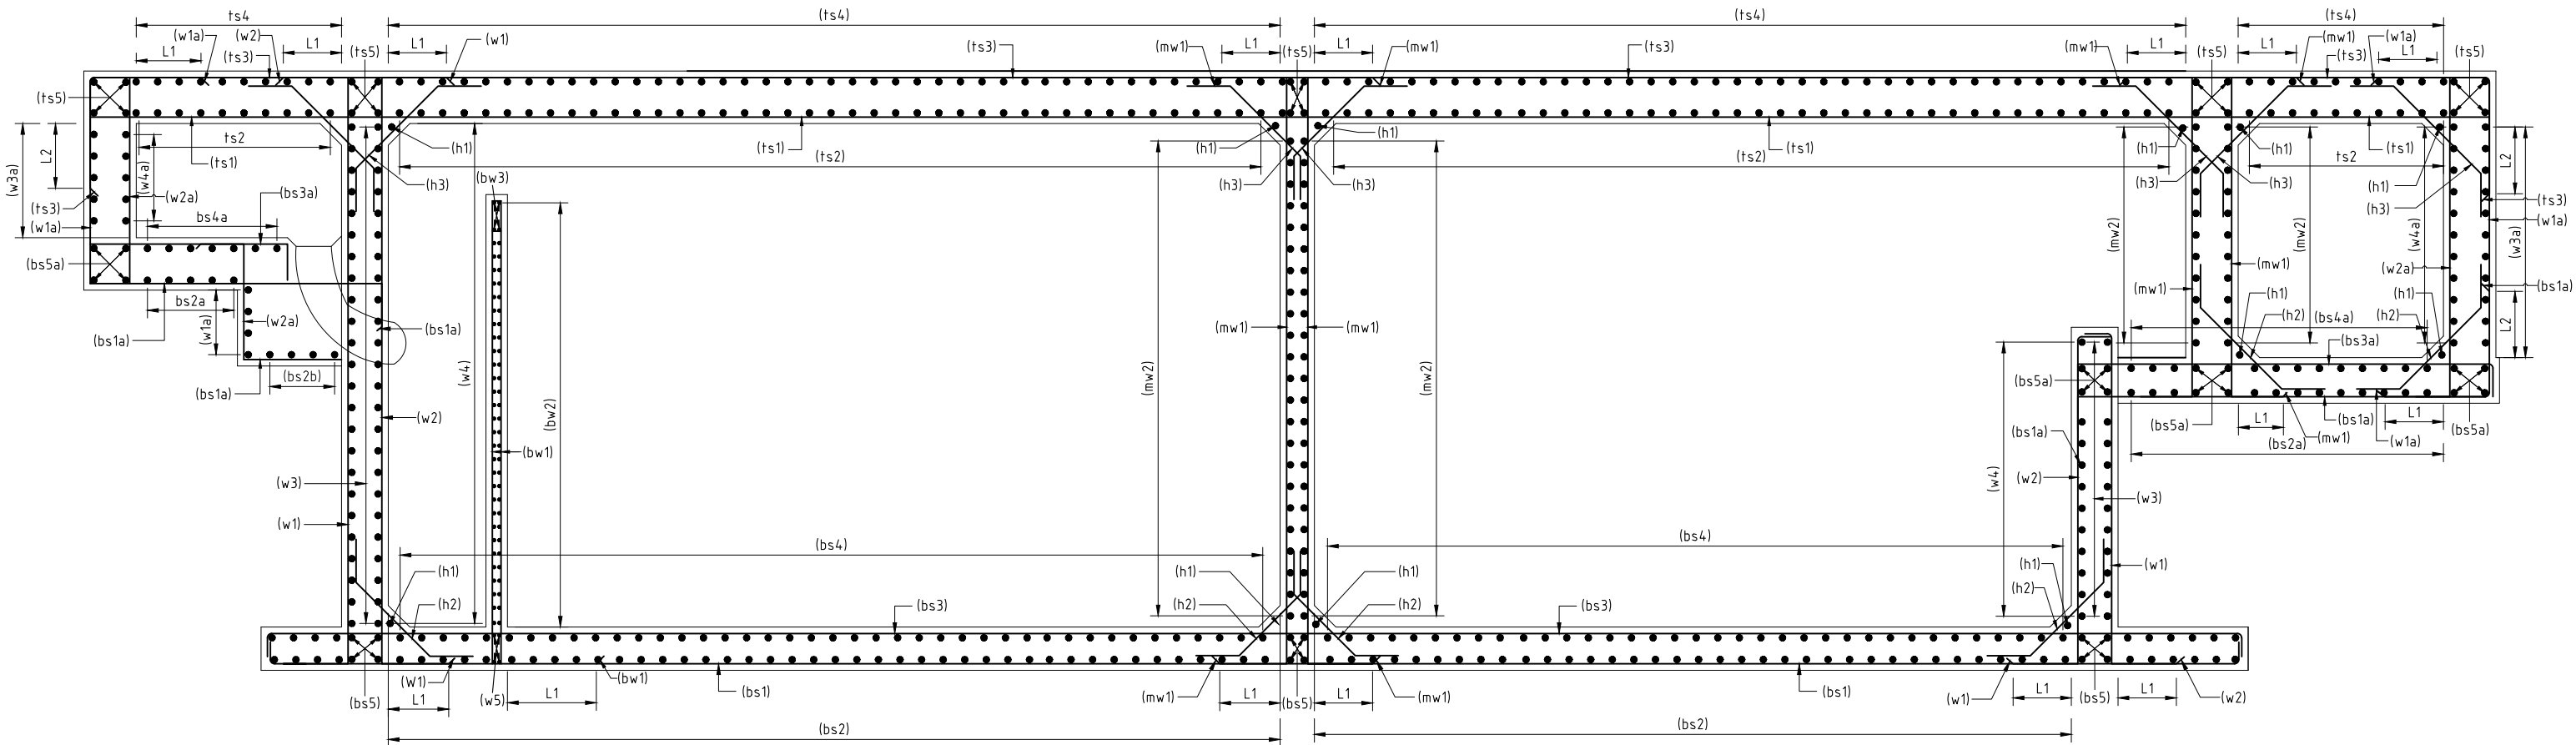 ts4
(ts4)
(ts4)
(ts4)
(w1a)
(w2)
L1
(ts3)
L1
(ts5)
L1
(w1)
(ts3)
L1
(ts5)
L1
(mw1)
(mw1)
(ts3)
(mw1)
L1
(ts5)
L1
(mw1)
(ts3)
(w1a)
L1
(ts5)
(ts5)
L2
(w3a)
(w4a)
ts2
(ts1)
(h1)
(ts1)
(ts2)
(h1)
(h1)
(ts2)
(ts1)
(h1)
(h1)
ts2
(ts1)
L2
(h3)
(bw3)
(h3)
(h3)
(h3)
(h3)
(h1)
(h3)
(ts3)
(w2a)
(bs3a)
(ts3)
bs4a
(w1a)
(w1a)
(mw2)
(mw2)
(w4a)
(w3a)
(bs5a)
(mw1)
(w2a)
bs2a
(w1a)
(w2a)
(bs1a)
(bs1a)
(mw1)
(h1)
(h1)
(bs1a)
(mw1)
(mw1)
(bs4a)
(h2)
(h2)
L2
(bs3a)
(w4)
(mw2)
(mw2)
(bs1a)
(bs2b)
(bs5a)
(bw2)
(w2)
(bs5a)
L1
(bs1a)
L1
(bs5a)
(bs2a)
(mw1)
(w1a)
(bw1)
(bs1a)
(w4)
(w2)
(w3)
(w3)
(w1)
(bs4)
(bs4)
(h1)
(h1)
(h1)
(h1)
(w1)
(h2)
(h2)
(h2)
(h2)
(bs3)
(bs3)
(W1)
(bw1)
(bs1)
(mw1)
(mw1)
(bs1)
(w1)
(w2)
(bs5)
L1
(w5)
L1
L1
(bs5)
L1
L1
(bs5)
L1
(bs2)
(bs2)